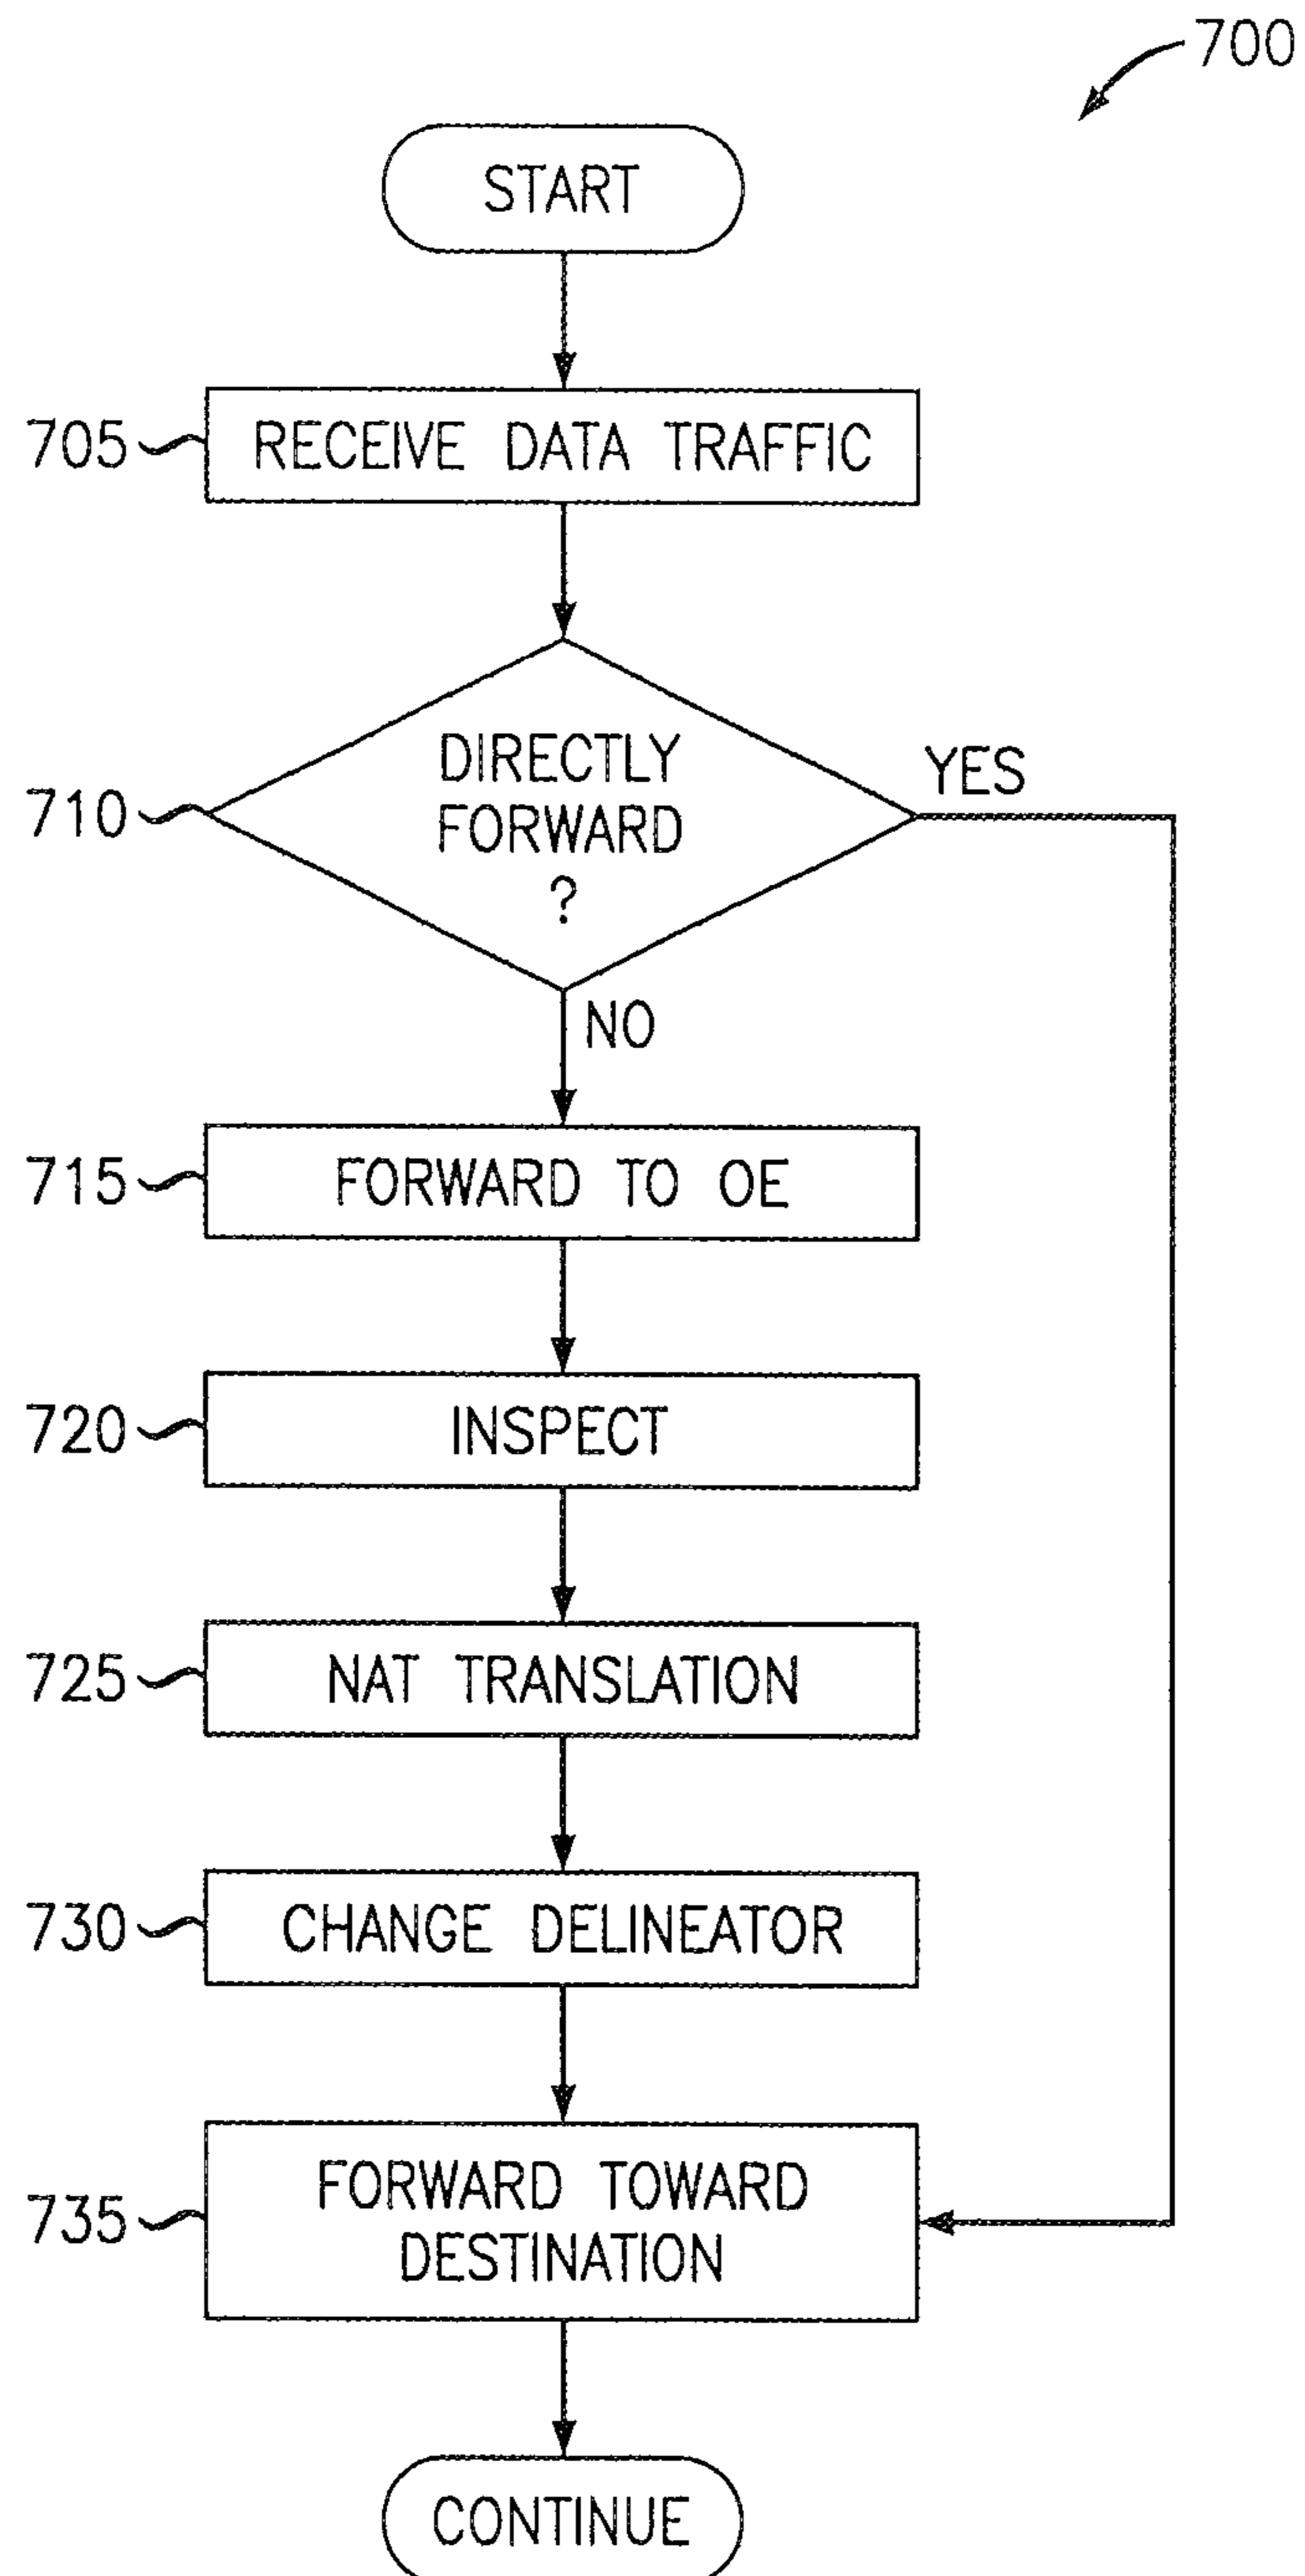 700
START
705 RECEIVE DATA TRAFFIC
710
DIRECTLY
FORWARD
?
YES
NO
715 FORWARD TO OE
720 INSPECT
725 NAT TRANSLATION
730 CHANGE DELINEATOR
735
FORWARD TOWARD
DESTINATION
CONTINUE